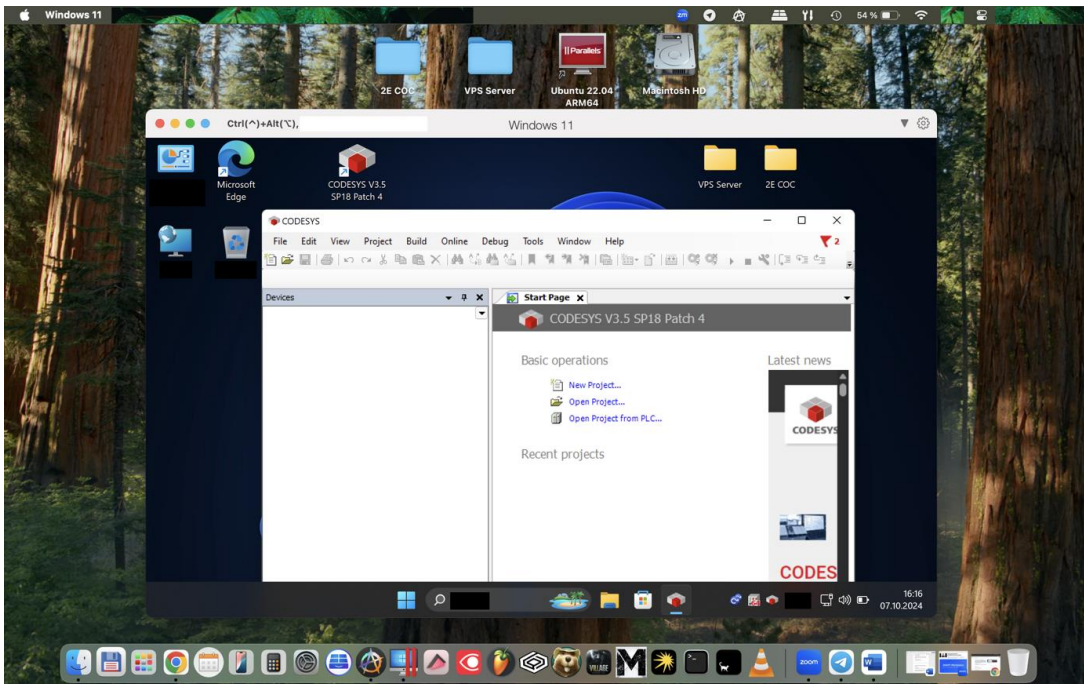 Windows 11
zm
54 %
2E COC
VPS Server
|| Parallels
Ubuntu 22.04
ARM64
Macintosh HD
Ctrl(^)+Alt(⌥),
Windows 11
Microsoft
Edge
CODESYS V3.5
SP18 Patch 4
VPS Server
2E COC
CODESYS
File Edit View Project Build Online Debug Tools Window Help
2
Devices
Start Page
CODESYS V3.5 SP18 Patch 4
Basic operations
Latest news
New Project...
Open Project...
Open Project from PLC...
CODESYS
Recent projects
CODES
16:16
07.10.2024
VILLAGE
zoom